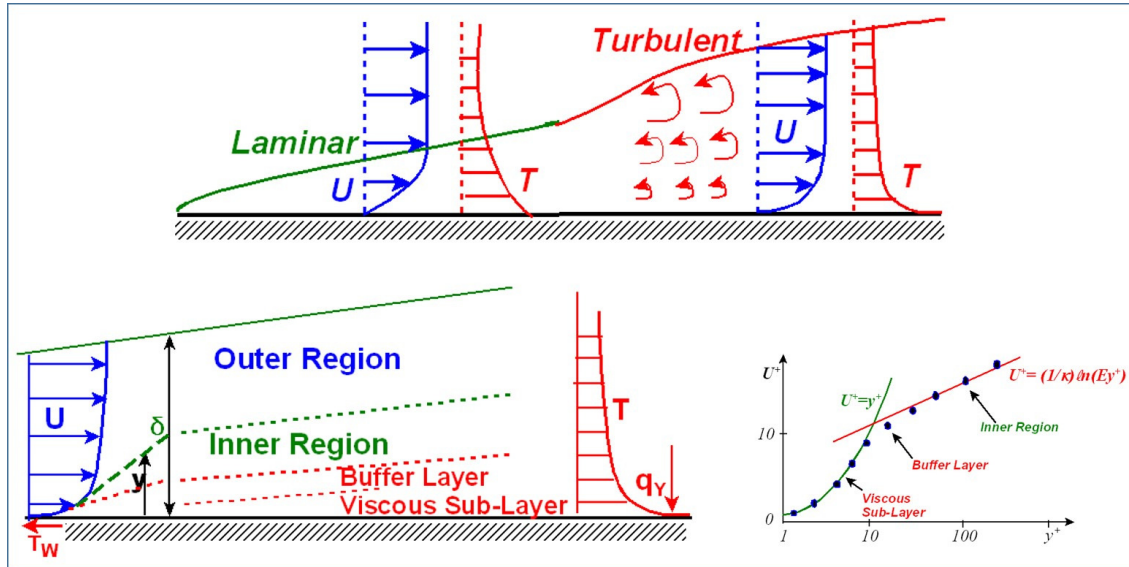 Turbulent
Laminar
U
T
U
T
Outer Region
U
δ
Inner Region
y
Buffer Layer
Viscous Sub-Layer
T
q_Y
T_W
U⁺
U⁺= (1/κ) ℓn(Ey⁺)
U⁺=y⁺
Inner Region
10
Buffer Layer
Viscous
Sub-Layer
0
1 10 100 y⁺